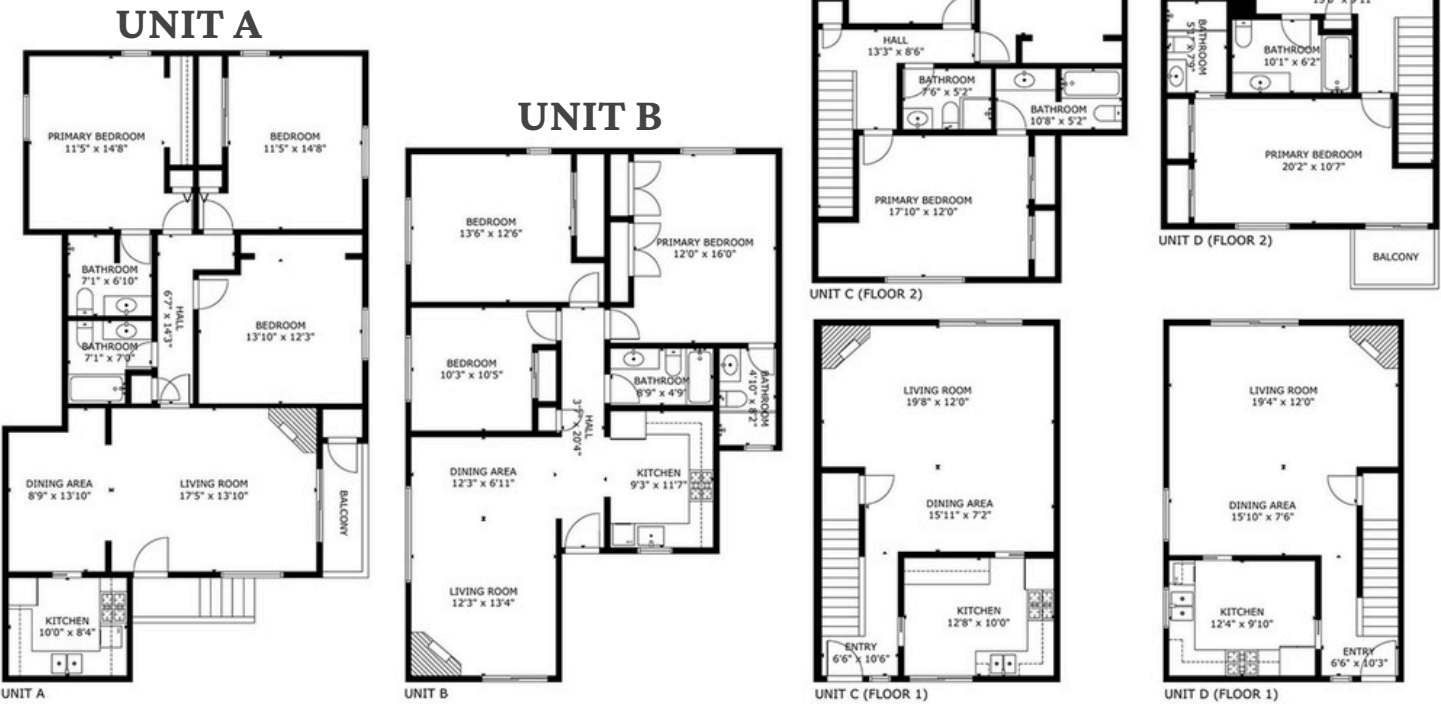 UNIT A
PRIMARY BEDROOM
11'5" x 14'8"
BEDROOM
11'5" x 14'8"
BATHROOM
7'1" x 6'10"
HALL
6'7" x 14'3"
BEDROOM
13'10" x 12'3"
BATHROOM
7'1" x 7'0"
DINING AREA
8'9" x 13'10"
LIVING ROOM
17'5" x 13'10"
BALCONY
KITCHEN
10'0" x 8'4"
UNIT A
UNIT B
BEDROOM
13'6" x 12'6"
PRIMARY BEDROOM
12'0" x 16'0"
BEDROOM
10'3" x 10'5"
BATHROOM
8'9" x 4'9"
BATHROOM
4'10" x 8'2"
HALL
x 20'4"
DINING AREA
12'3" x 6'11"
KITCHEN
9'3" x 11'7"
LIVING ROOM
12'3" x 13'4"
UNIT B
HALL
13'3" x 8'6"
BATHROOM
7'6" x 5'2"
BATHROOM
10'8" x 5'2"
PRIMARY BEDROOM
17'10" x 12'0"
UNIT C (FLOOR 2)
LIVING ROOM
19'8" x 12'0"
DINING AREA
15'11" x 7'2"
KITCHEN
12'8" x 10'0"
ENTRY
6'6" x 10'6"
UNIT C (FLOOR 1)
BATHROOM
5'1" x 7'9"
BATHROOM
10'1" x 6'2"
PRIMARY BEDROOM
20'2" x 10'7"
UNIT D (FLOOR 2)
BALCONY
LIVING ROOM
19'4" x 12'0"
DINING AREA
15'10" x 7'6"
KITCHEN
12'4" x 9'10"
ENTRY
6'6" x 10'3"
UNIT D (FLOOR 1)